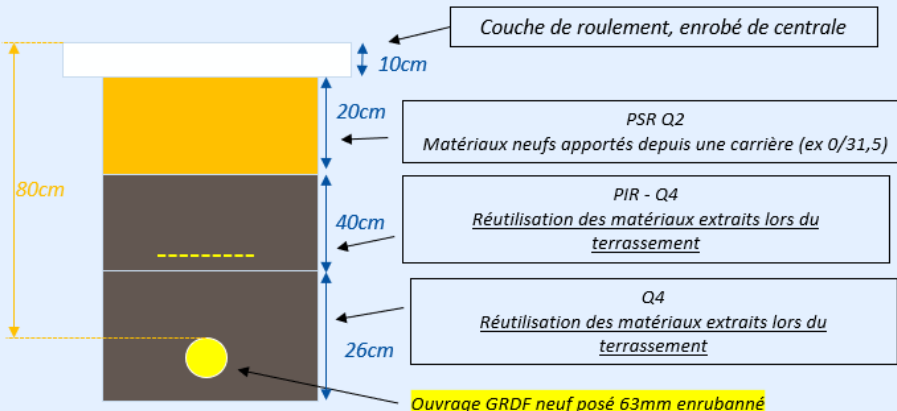 Couche de roulement, enrobé de centrale
10cm
20cm
PSR Q2
Matériaux neufs apportés depuis une carrière (ex 0/31,5)
80cm
PIR - Q4
Réutilisation des matériaux extraits lors du
terrassement
40cm
Q4
Réutilisation des matériaux extraits lors du
terrassement
26cm
Ouvrage GRDF neuf posé 63mm enrubanné